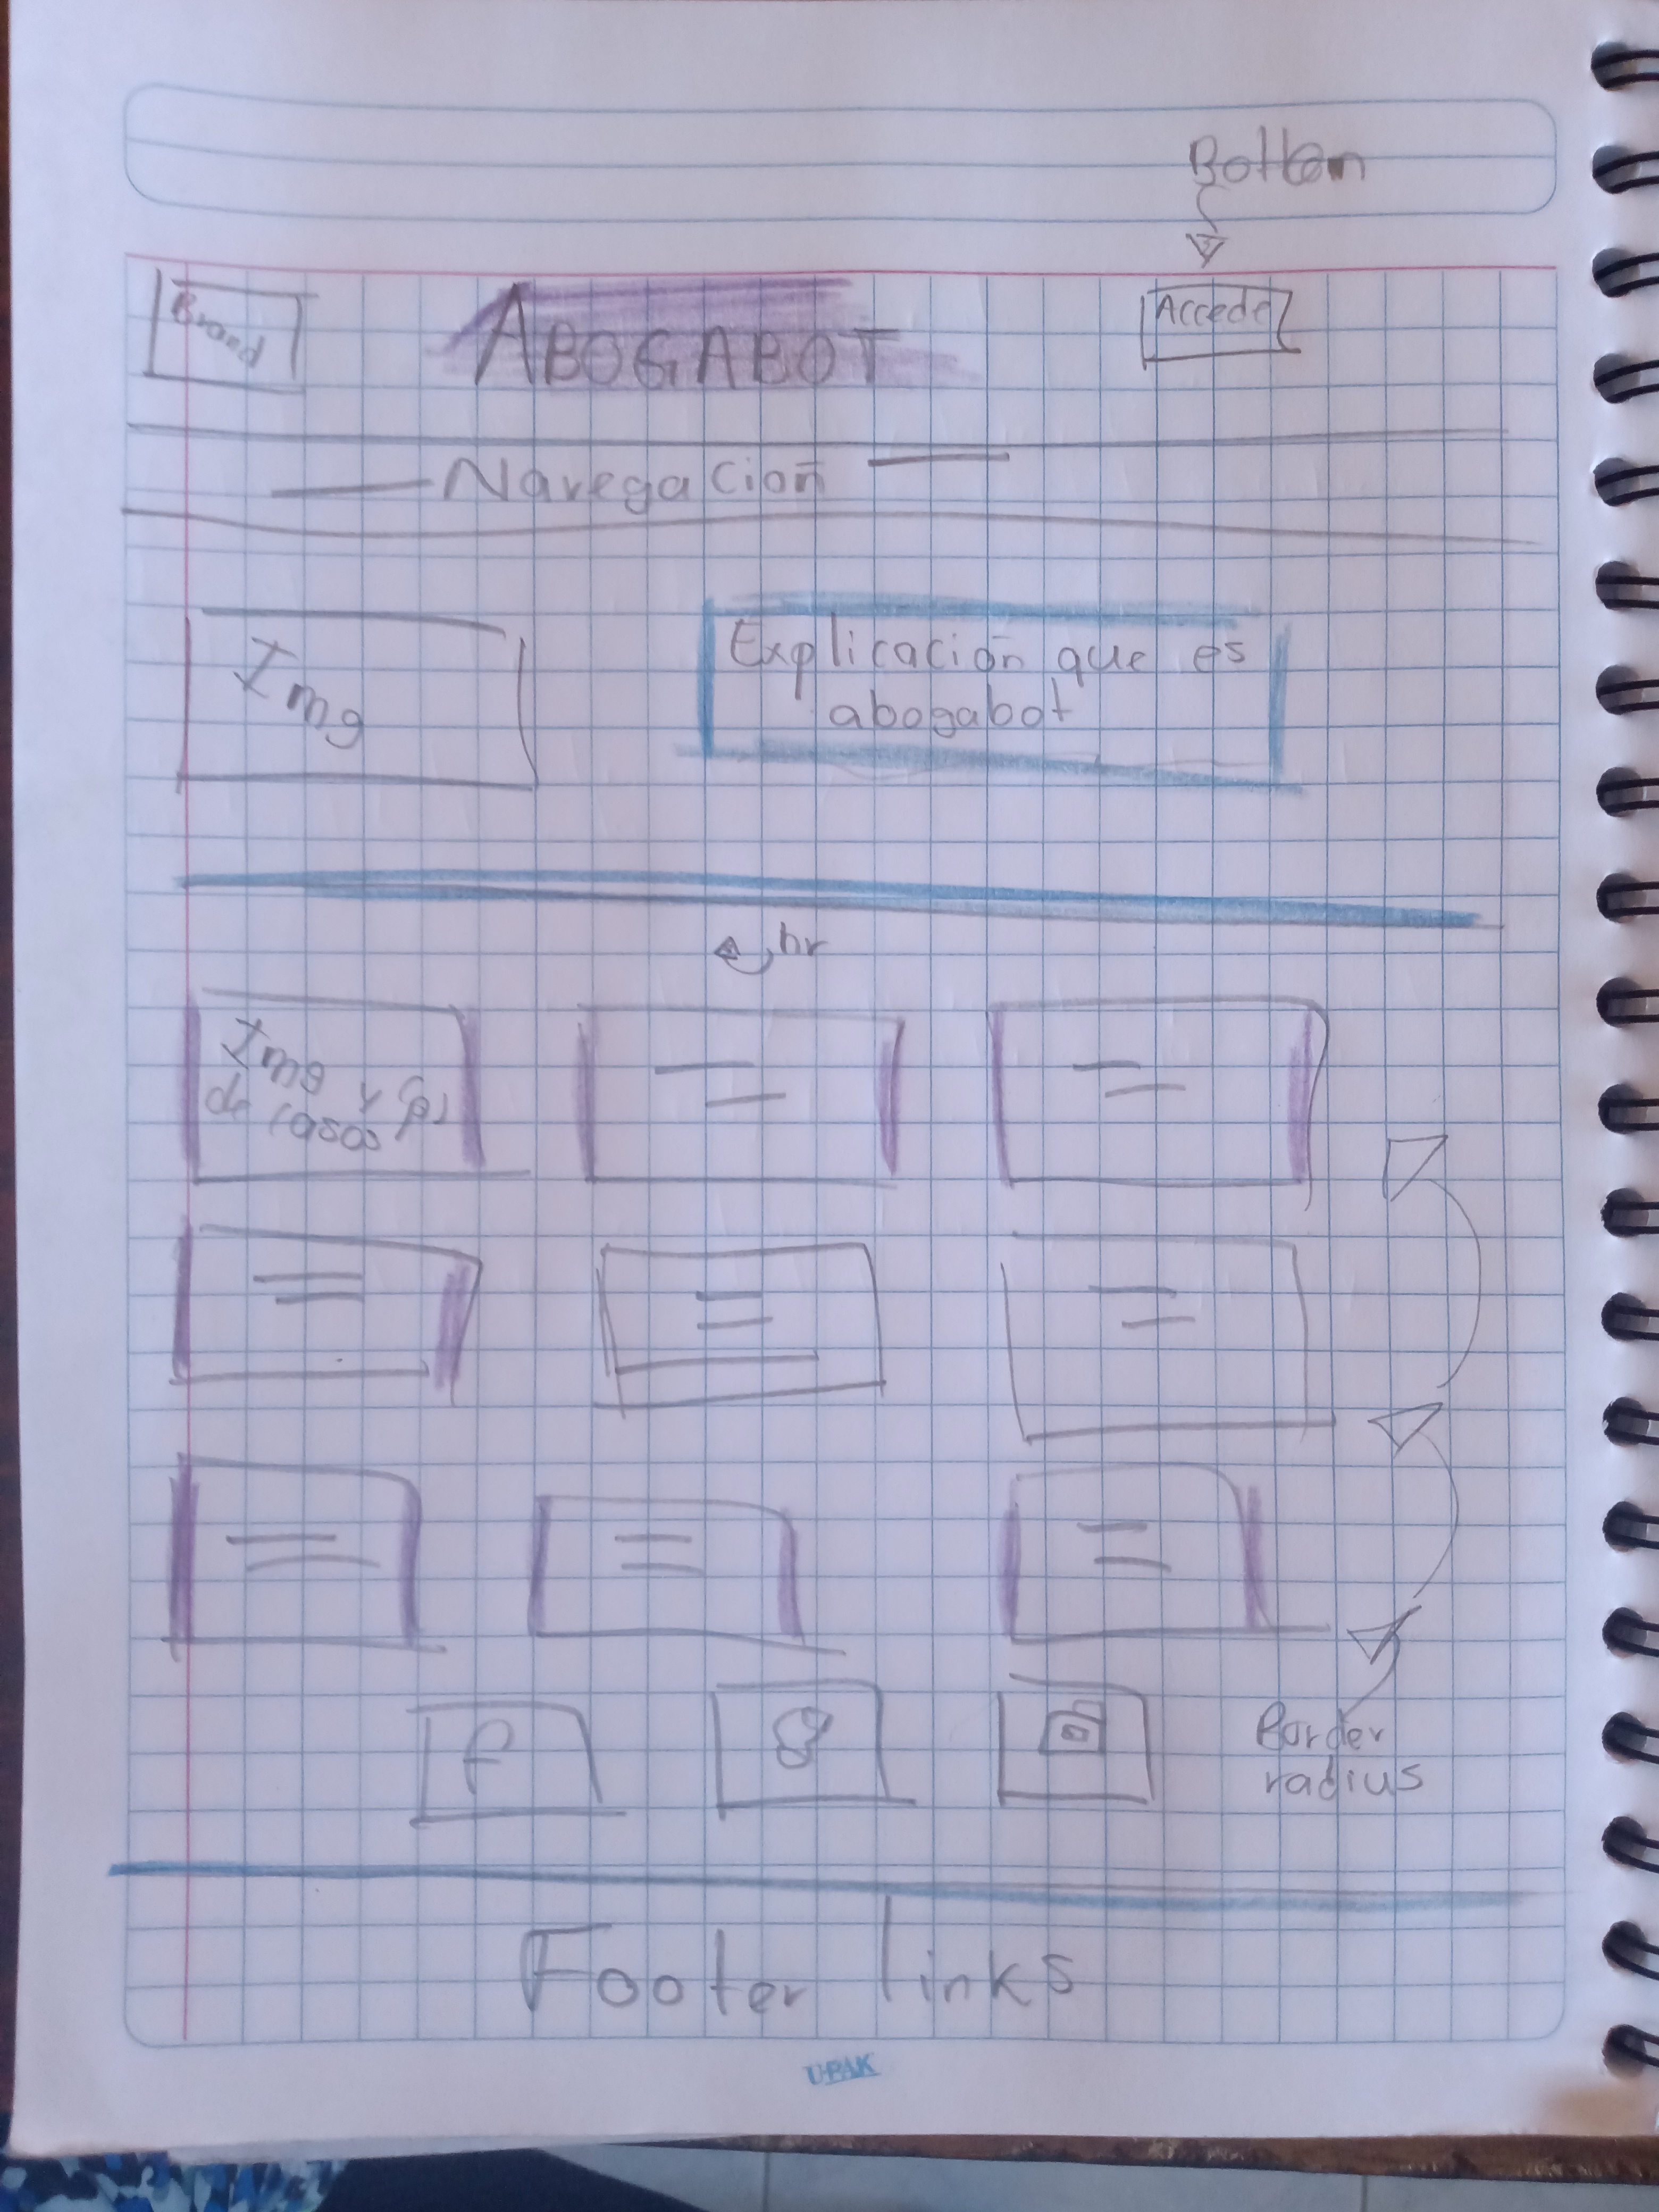 Botton
Brand
ABOGABOT
Accede
Navegación
Img
Explicación que es
abogabot
hr
Img y
de casos
Border
radius
Footer links
UPAK